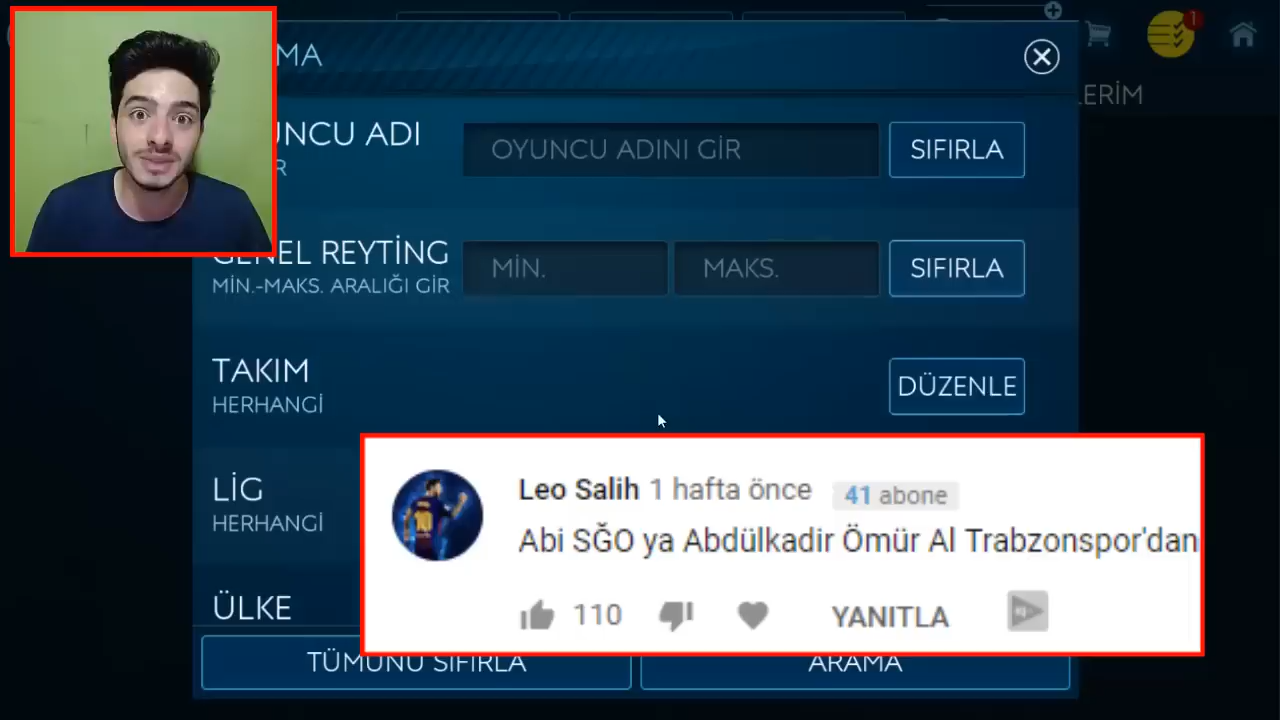 MA
1
LERİM
UNCU ADI
R
OYUNCU ADINI GİR
SIFIRLA
GENEL REYTİNG
MİN.-MAKS. ARALIĞI GİR
MİN.
MAKS.
SIFIRLA
TAKIM
HERHANGİ
DÜZENLE
LİG
HERHANGİ
Leo Salih 1 hafta önce 41 abone
Abi SĞO ya Abdülkadir Ömür Al Trabzonspor'dan
110 YANITLA
ÜLKE
TÜMÜNÜ SIFIRLA
ARAMA